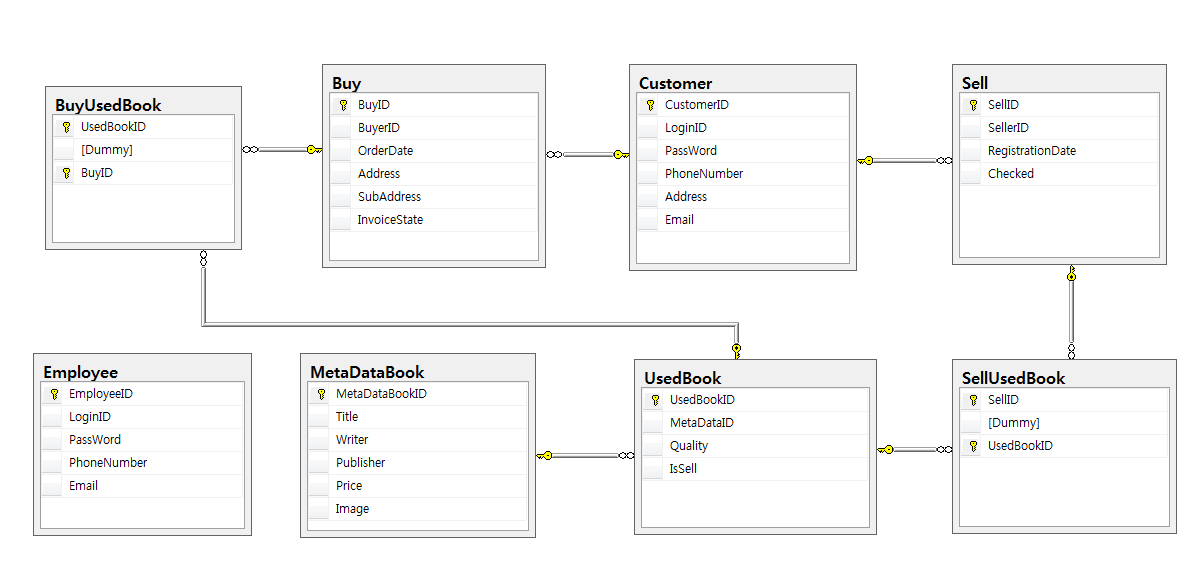 BuyUsedBook
UsedBookID
[Dummy]
BuyID
Buy
BuyID
BuyerID
OrderDate
Address
SubAddress
InvoiceState
Customer
CustomerID
LoginID
PassWord
PhoneNumber
Address
Email
Sell
SellID
SellerID
RegistrationDate
Checked
Employee
EmployeeID
LoginID
PassWord
PhoneNumber
Email
MetaDataBook
MetaDataBookID
Title
Writer
Publisher
Price
Image
UsedBook
UsedBookID
MetaDataID
Quality
IsSell
SellUsedBook
SellID
[Dummy]
UsedBookID